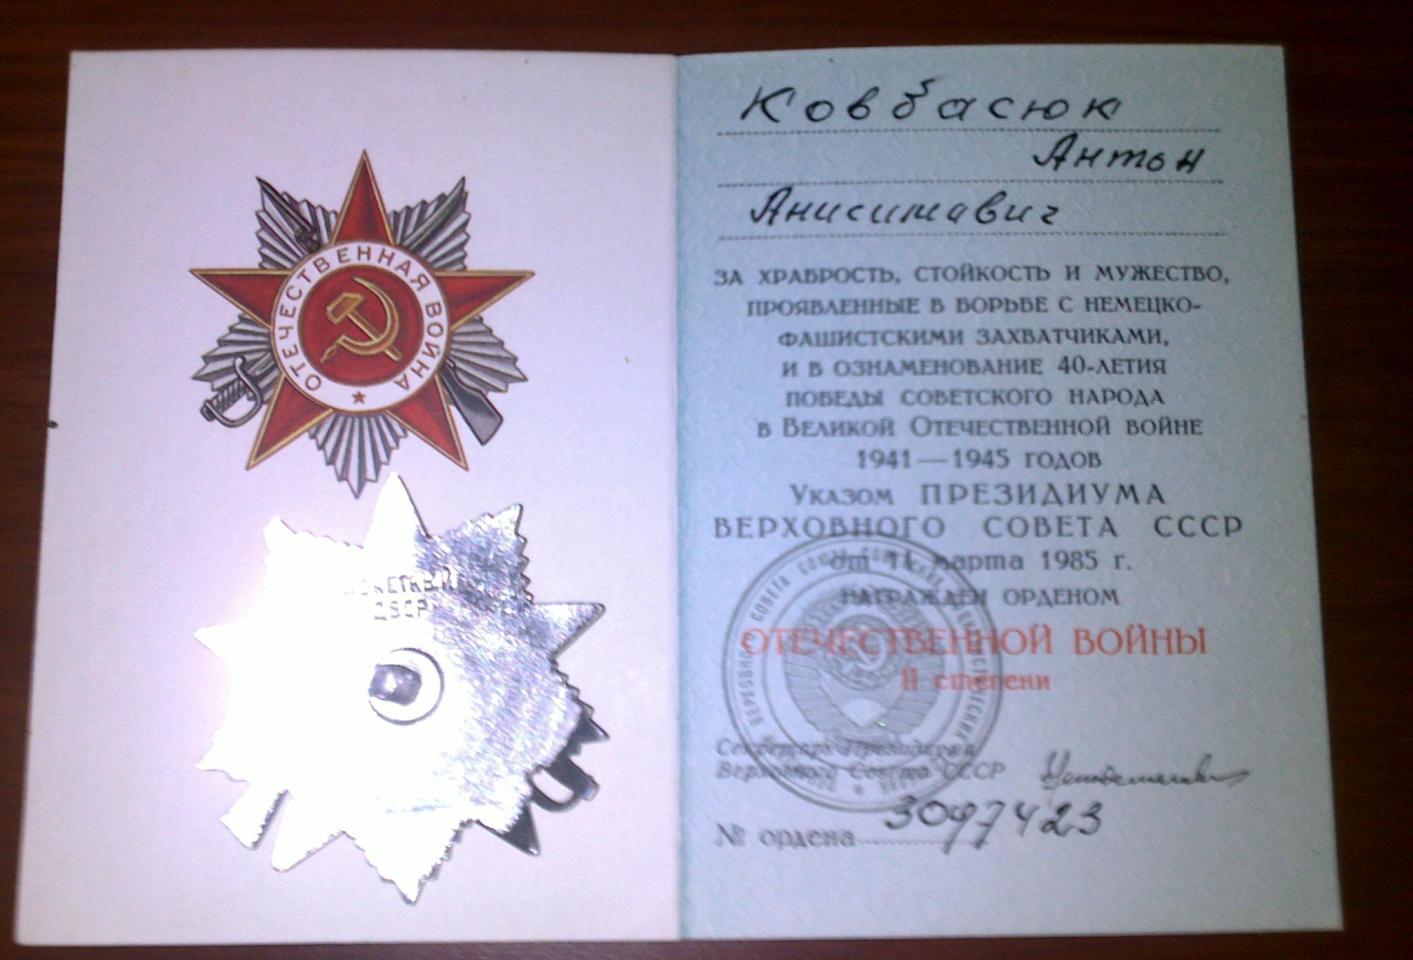 ОТЕЧЕСТВЕННАЯ ВОЙНА
Ковбасюк
Антон
Анисимович
ЗА ХРАБРОСТЬ, СТОЙКОСТЬ И МУЖЕСТВО,
ПРОЯВЛЕННЫЕ В БОРЬБЕ С НЕМЕЦКО-
ФАШИСТСКИМИ ЗАХВАТЧИКАМИ,
И В ОЗНАМЕНОВАНИЕ 40-ЛЕТИЯ
ПОБЕДЫ СОВЕТСКОГО НАРОДА
В ВЕЛИКОЙ ОТЕЧЕСТВЕННОЙ ВОЙНЕ
1941—1945 ГОДОВ
УКАЗОМ ПРЕЗИДИУМА
ВЕРХОВНОГО СОВЕТА СССР
от 11 марта 1985 г.
НАГРАЖДЕН ОРДЕНОМ
ОТЕЧЕСТВЕННОЙ ВОЙНЫ
II степени
Секретарь Президиума
Верховного Совета СССР
№ ордена 3097423